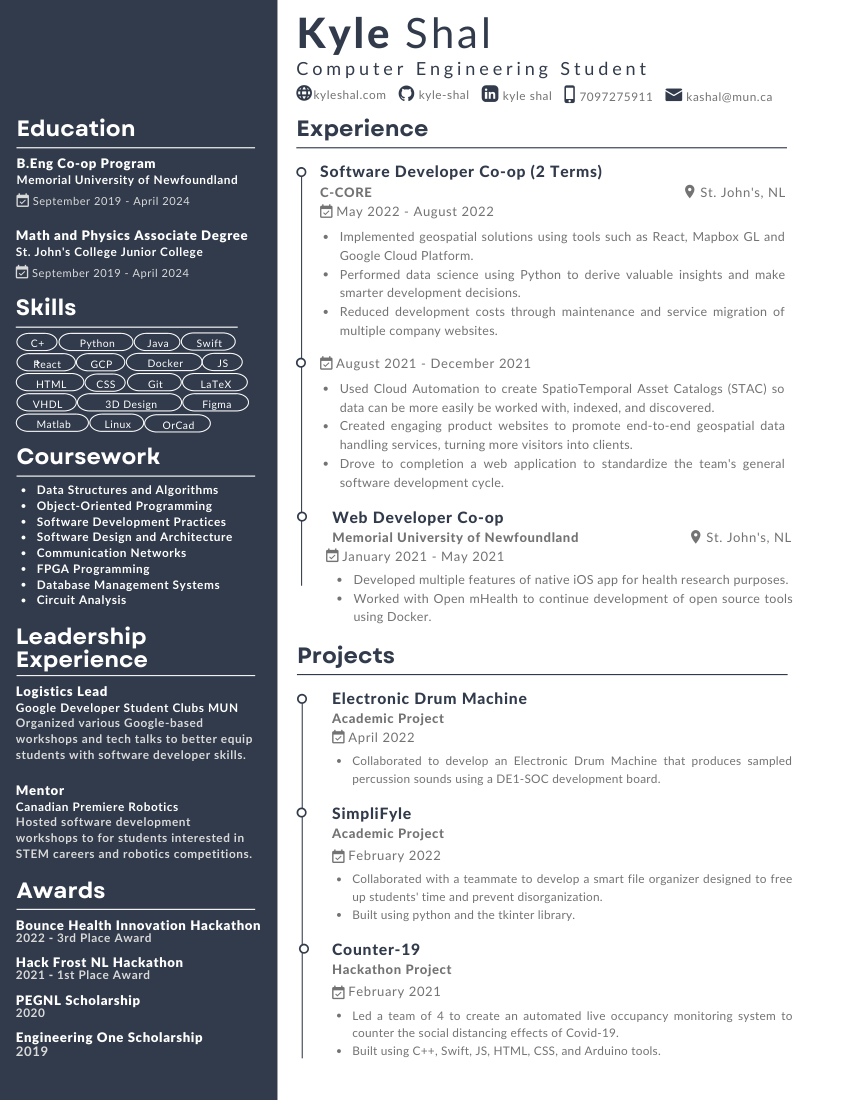 Kyle Shal
Computer Engineering Student
kyleshal.com kyle-shal kyle shal 7097275911 kashal@mun.ca
Education
B.Eng Co-op Program
Memorial University of Newfoundland
September 2019 - April 2024
Math and Physics Associate Degree
St. John's College Junior College
September 2019 - April 2024
Skills
C+ Python Java Swift
React GCP Docker JS
HTML CSS Git LaTeX
VHDL 3D Design Figma
Matlab Linux OrCad
Coursework
• Data Structures and Algorithms
• Object-Oriented Programming
• Software Development Practices
• Software Design and Architecture
• Communication Networks
• FPGA Programming
• Database Management Systems
• Circuit Analysis
Leadership
Experience
Logistics Lead
Google Developer Student Clubs MUN
Organized various Google-based
workshops and tech talks to better equip
students with software developer skills.
Mentor
Canadian Premiere Robotics
Hosted software development
workshops to for students interested in
STEM careers and robotics competitions.
Awards
Bounce Health Innovation Hackathon
2022 - 3rd Place Award
Hack Frost NL Hackathon
2021 - 1st Place Award
PEGNL Scholarship
2020
Engineering One Scholarship
2019
Experience
Software Developer Co-op (2 Terms)
C-CORE St. John's, NL
May 2022 - August 2022
• Implemented geospatial solutions using tools such as React, Mapbox GL and
Google Cloud Platform.
• Performed data science using Python to derive valuable insights and make
smarter development decisions.
• Reduced development costs through maintenance and service migration of
multiple company websites.
August 2021 - December 2021
• Used Cloud Automation to create SpatioTemporal Asset Catalogs (STAC) so
data can be more easily be worked with, indexed, and discovered.
• Created engaging product websites to promote end-to-end geospatial data
handling services, turning more visitors into clients.
• Drove to completion a web application to standardize the team's general
software development cycle.
Web Developer Co-op
Memorial University of Newfoundland St. John's, NL
January 2021 - May 2021
• Developed multiple features of native iOS app for health research purposes.
• Worked with Open mHealth to continue development of open source tools
using Docker.
Projects
Electronic Drum Machine
Academic Project
April 2022
• Collaborated to develop an Electronic Drum Machine that produces sampled
percussion sounds using a DE1-SOC development board.
SimpliFyle
Academic Project
February 2022
• Collaborated with a teammate to develop a smart file organizer designed to free
up students' time and prevent disorganization.
• Built using python and the tkinter library.
Counter-19
Hackathon Project
February 2021
• Led a team of 4 to create an automated live occupancy monitoring system to
counter the social distancing effects of Covid-19.
• Built using C++, Swift, JS, HTML, CSS, and Arduino tools.